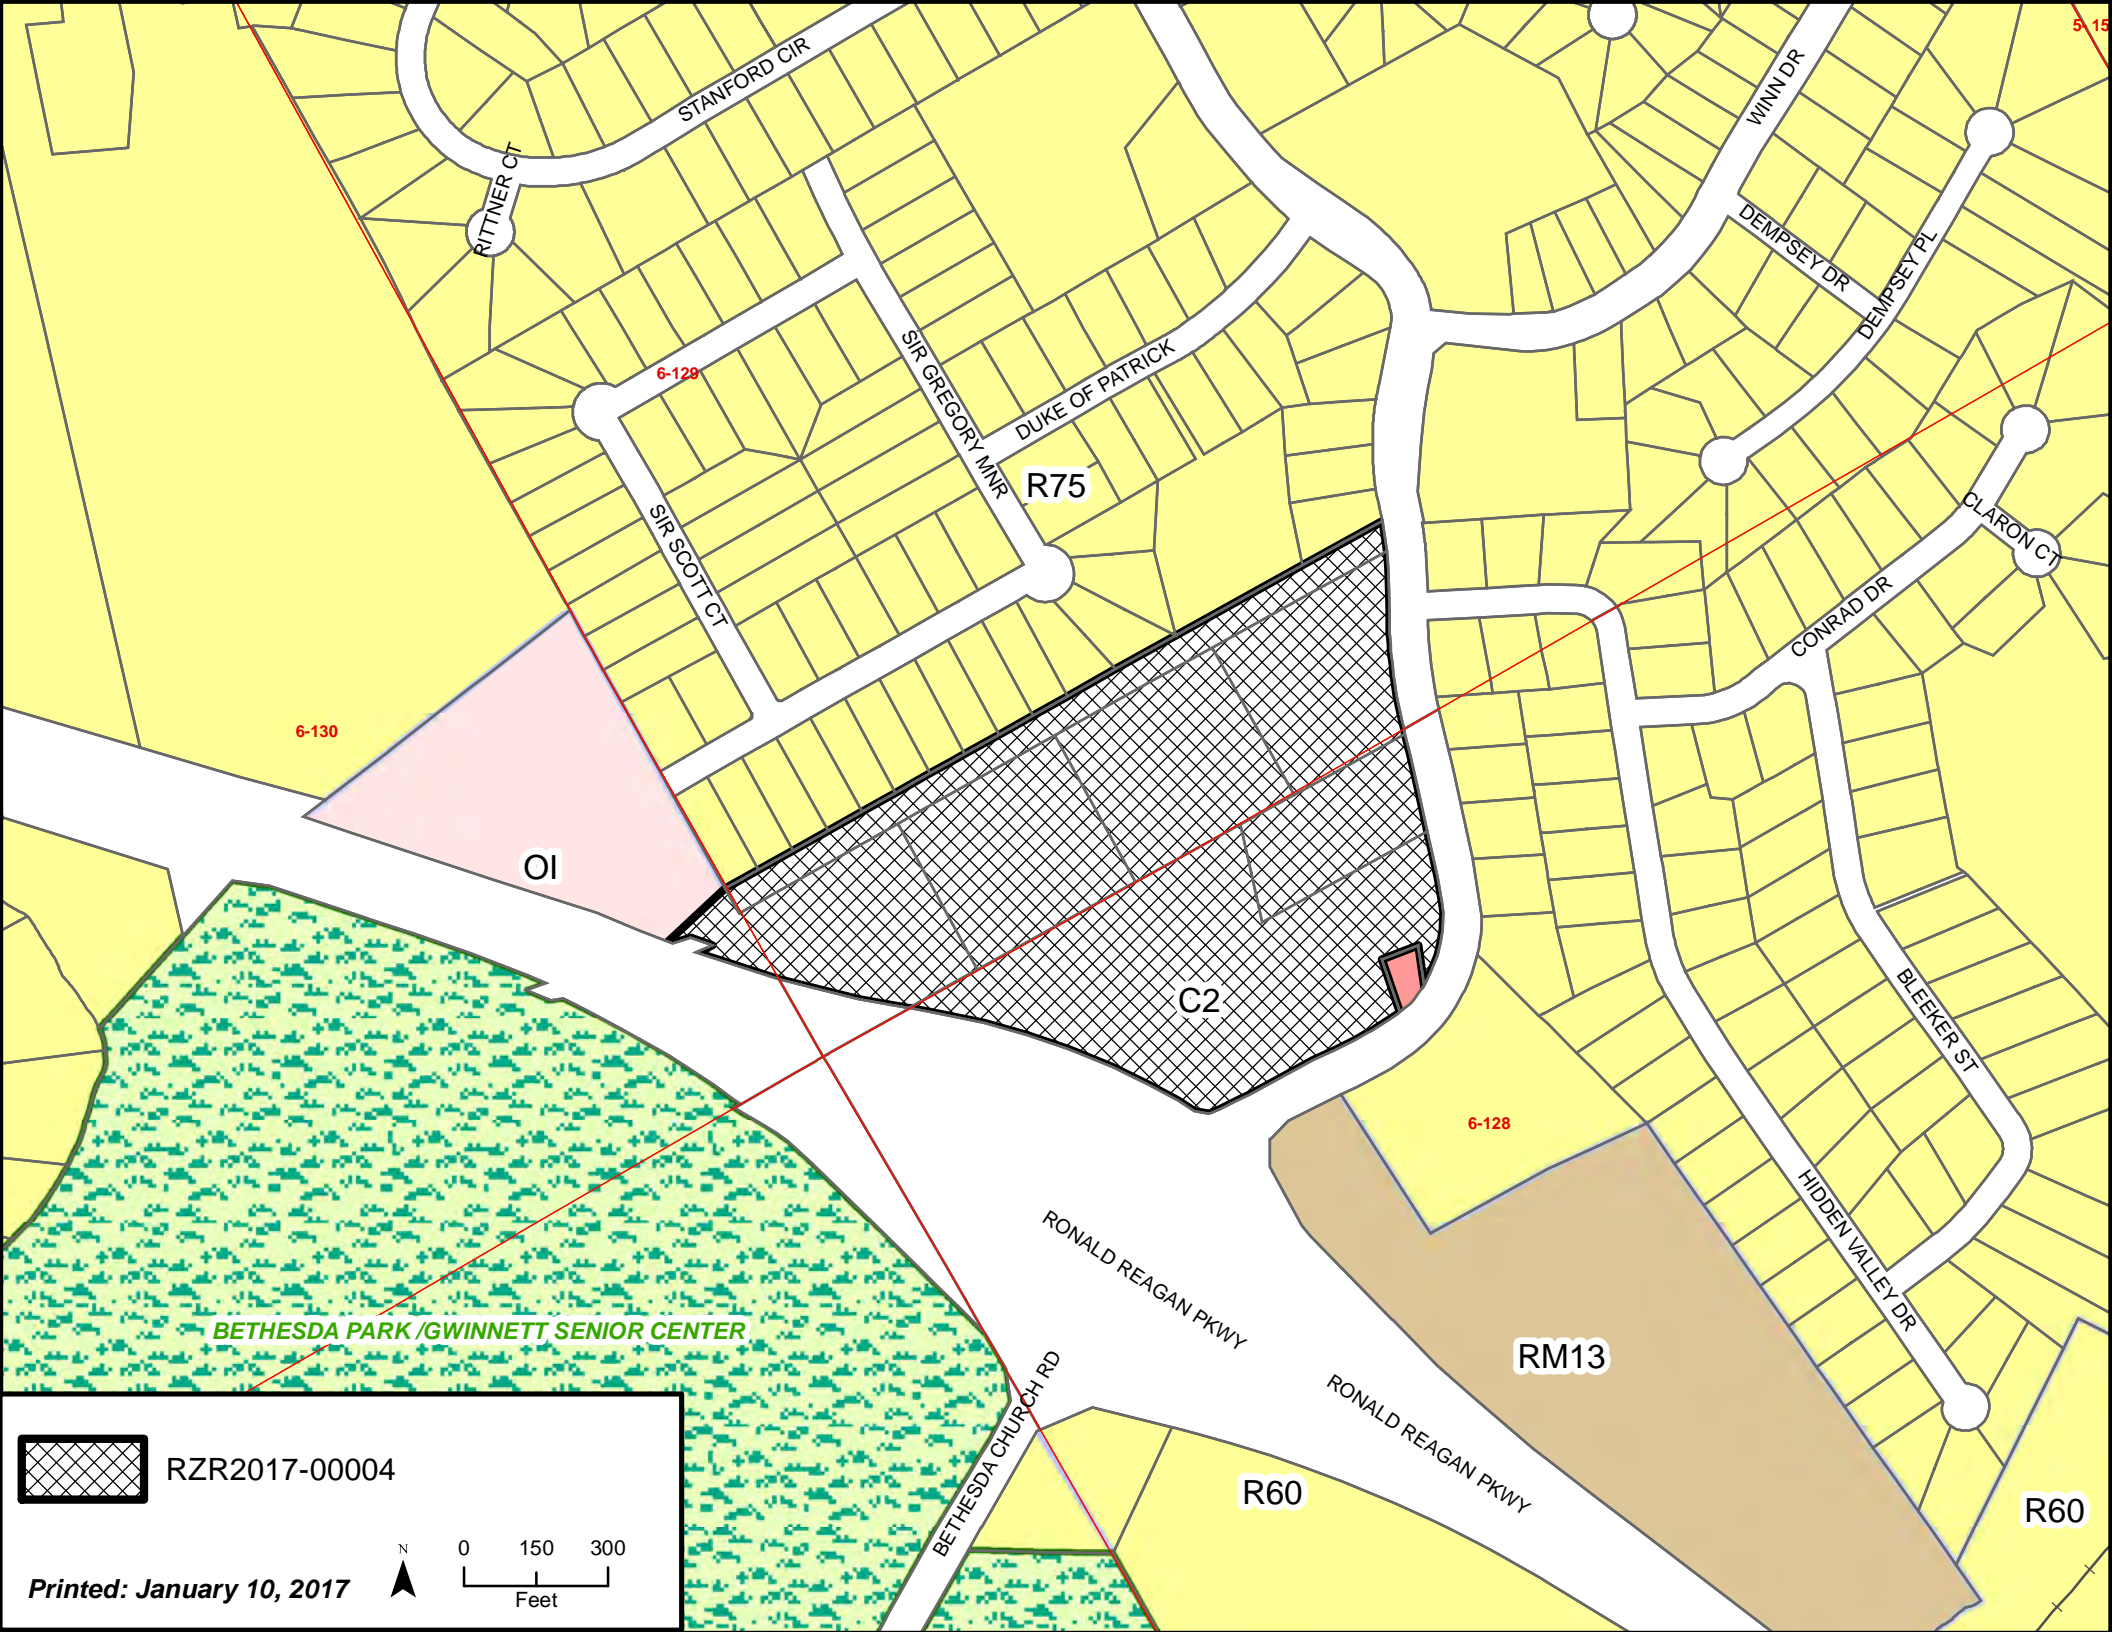 5-15
STANFORD CIR
WINN DR
RITTNER CT
DEMPSEY DR
DEMPSEY PL
6-129
SIR GREGORY MNR
DUKE OF PATRICK
R75
SIR SCOTT CT
CLARON CT
CONRAD DR
6-130
OI
C2
BLEEKER ST
6-128
HIDDEN VALLEY DR
RONALD REAGAN PKWY
BETHESDA PARK /GWINNETT SENIOR CENTER
RM13
BETHESDA CHURCH RD
RONALD REAGAN PKWY
R60
R60
RZR2017-00004
N
0 150 300
Feet
Printed: January 10, 2017